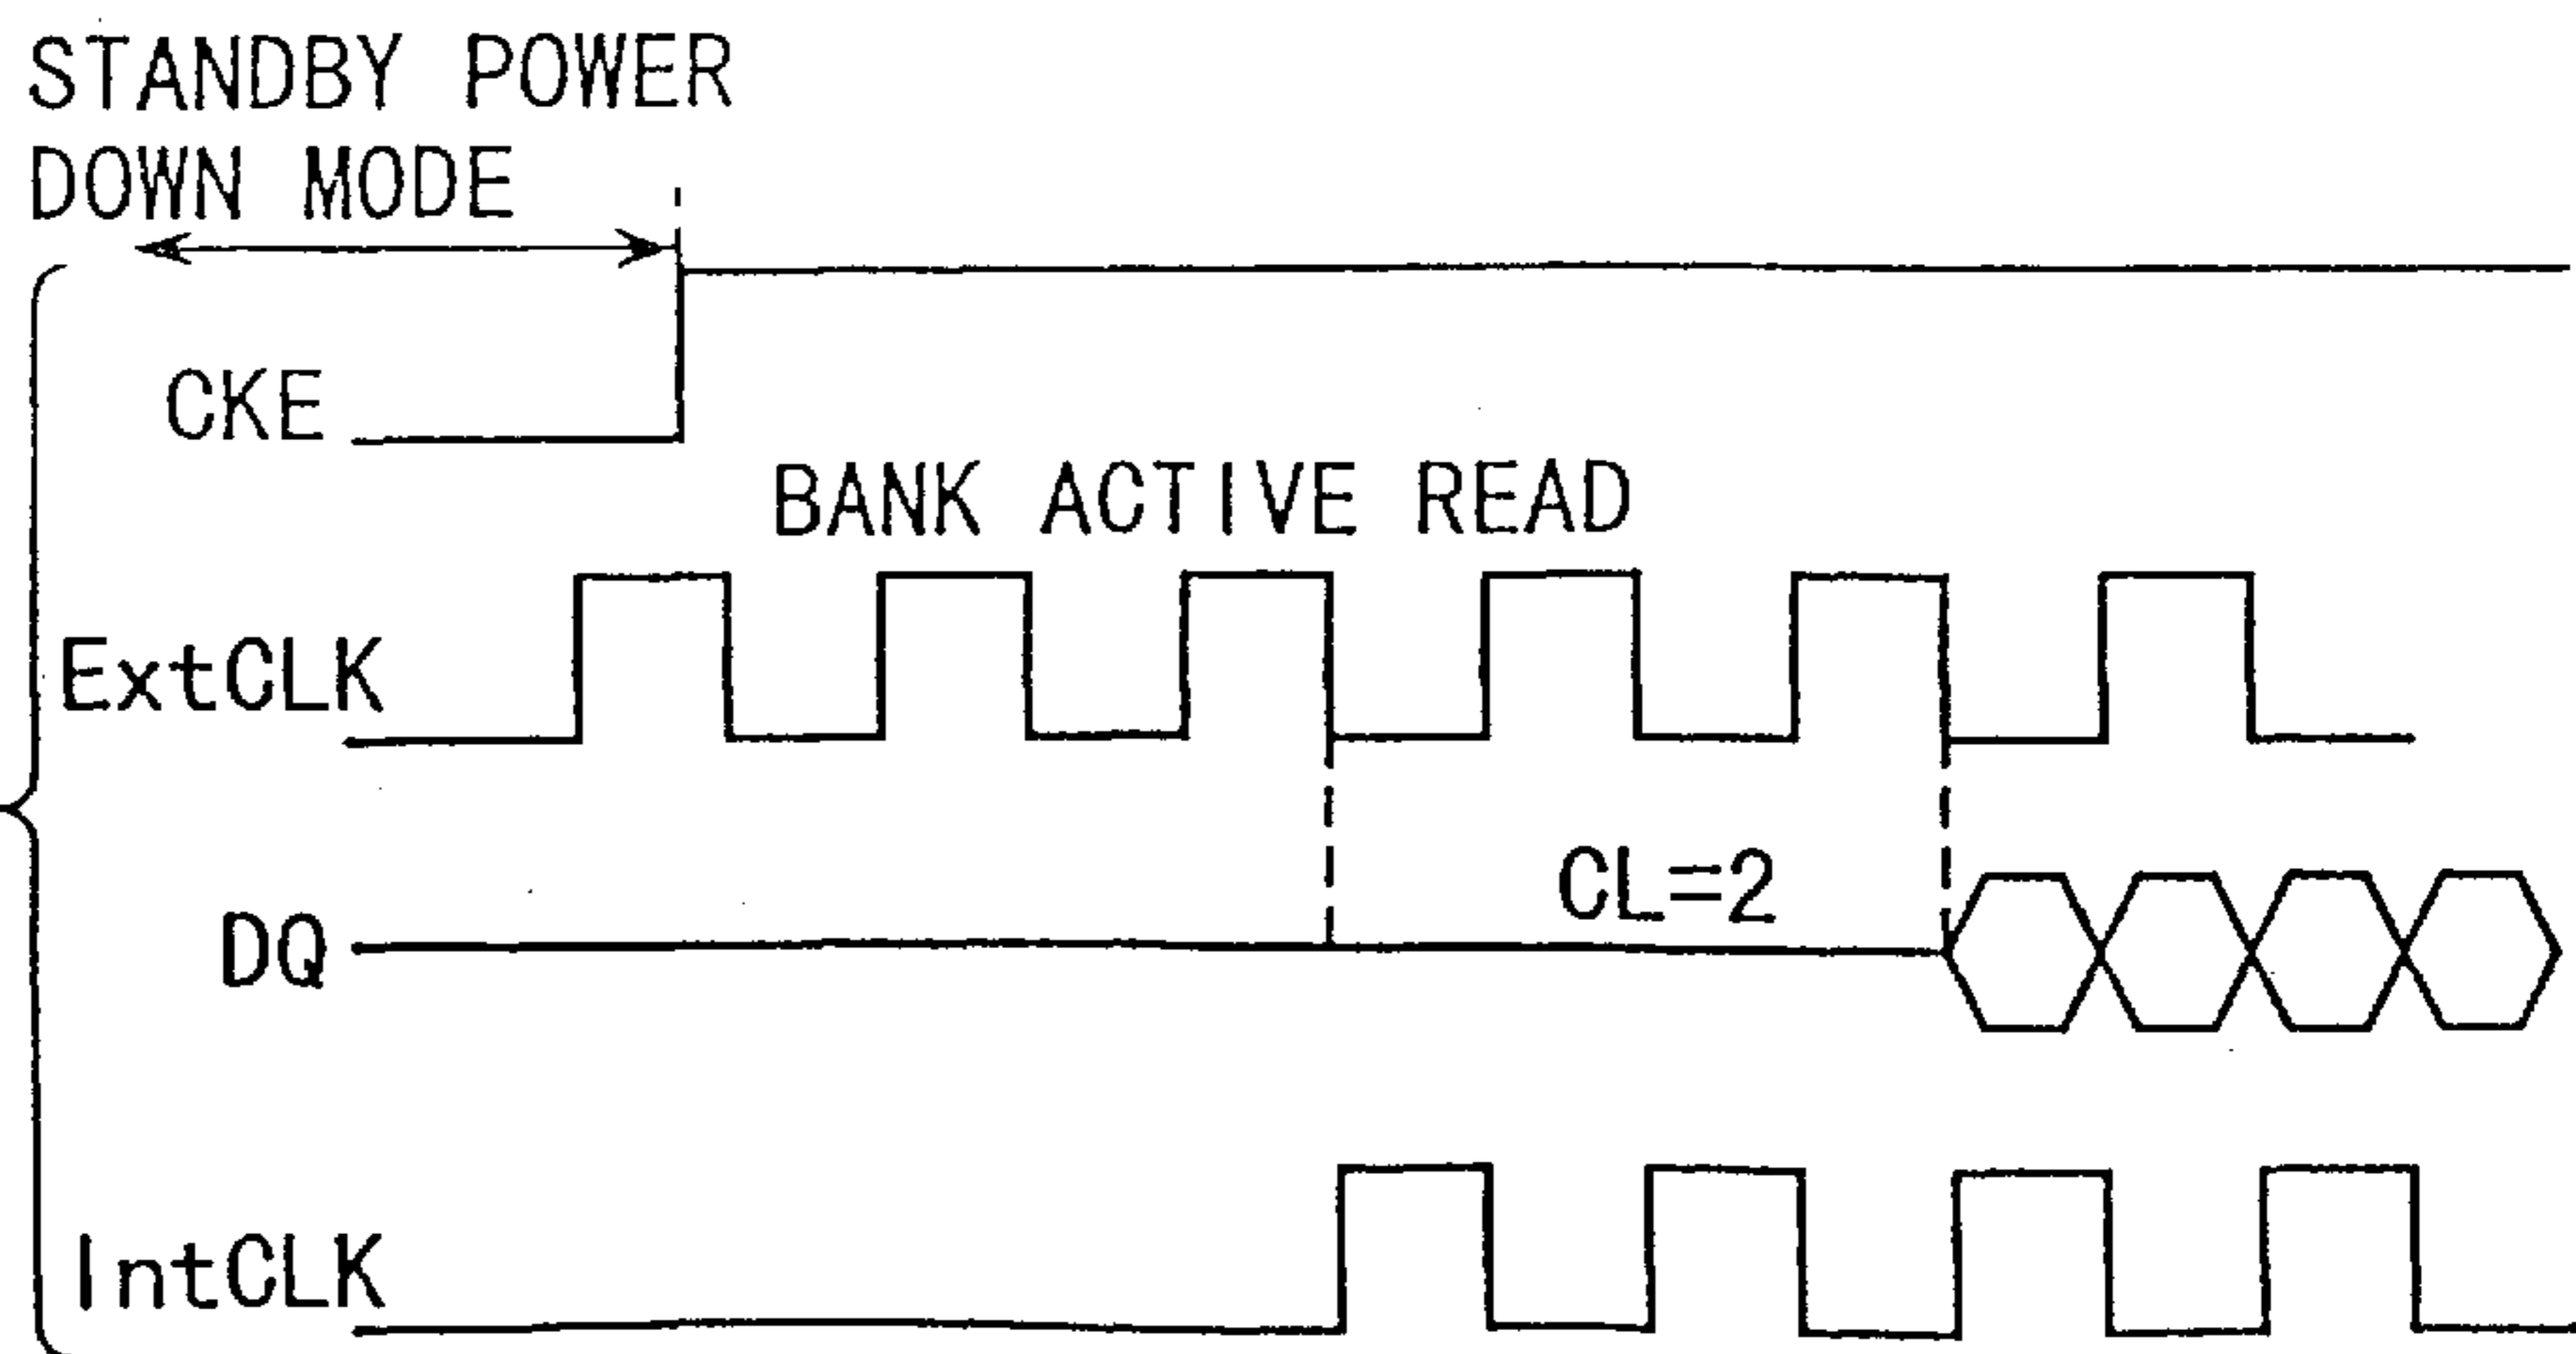 STANDBY POWER
DOWN MODE
CKE
BANK ACTIVE READ
ExtCLK
CL=2
DQ
IntCLK